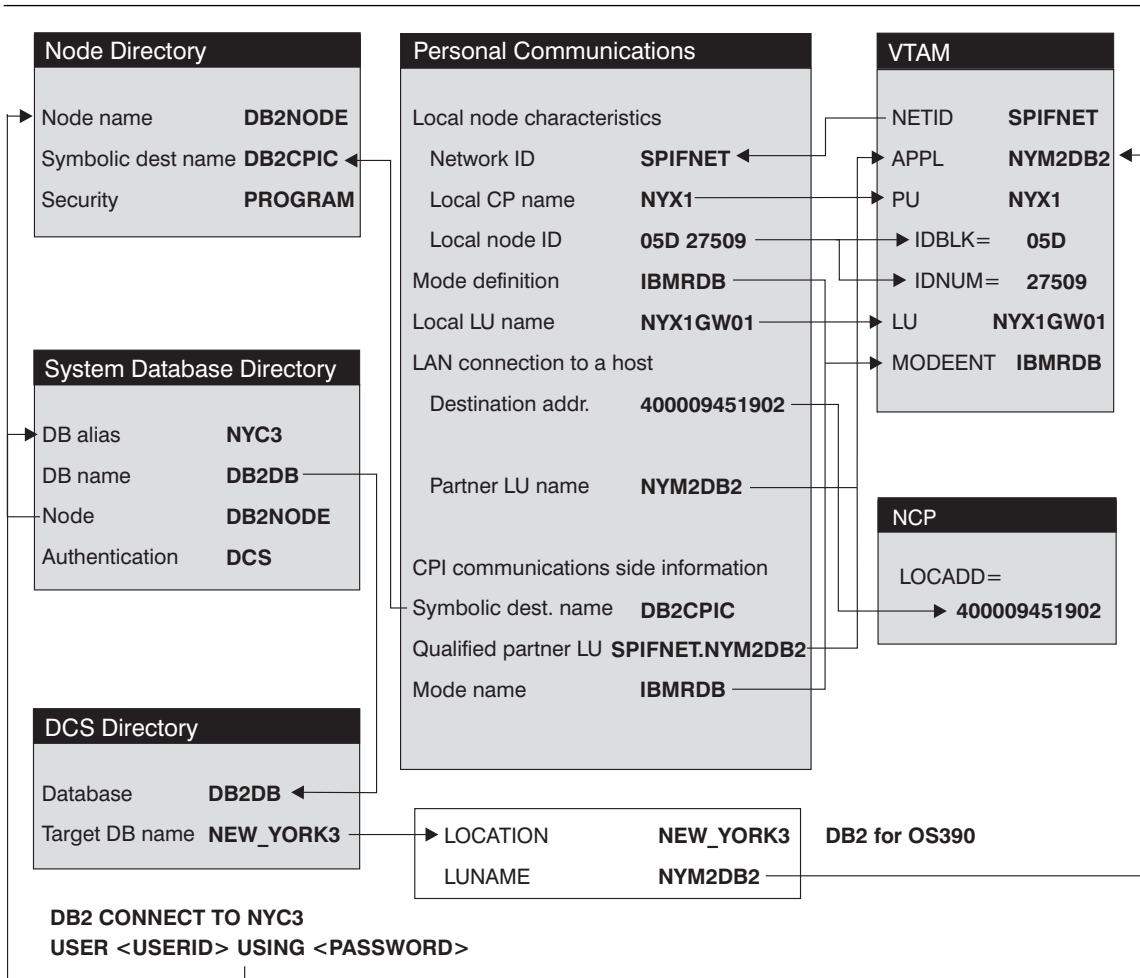 Node Directory
Node name DB2NODE
Symbolic dest name DB2CPIC
Security PROGRAM
System Database Directory
DB alias NYC3
DB name DB2DB
Node DB2NODE
Authentication DCS
DCS Directory
Database DB2DB
Target DB name NEW_YORK3
Personal Communications
Local node characteristics
Network ID SPIFNET
Local CP name NYX1
Local node ID 05D 27509
Mode definition IBMRDB
Local LU name NYX1GW01
LAN connection to a host
Destination addr. 400009451902
Partner LU name NYM2DB2
CPI communications side information
Symbolic dest. name DB2CPIC
Qualified partner LU SPIFNET.NYM2DB2
Mode name IBMRDB
VTAM
NETID SPIFNET
APPL NYM2DB2
PU NYX1
IDBLK= 05D
IDNUM= 27509
LU NYX1GW01
MODEENT IBMRDB
NCP
LOCADD=
400009451902
LOCATION NEW_YORK3
LUNAME NYM2DB2
DB2 for OS390
DB2 CONNECT TO NYC3
USER <USERID> USING <PASSWORD>